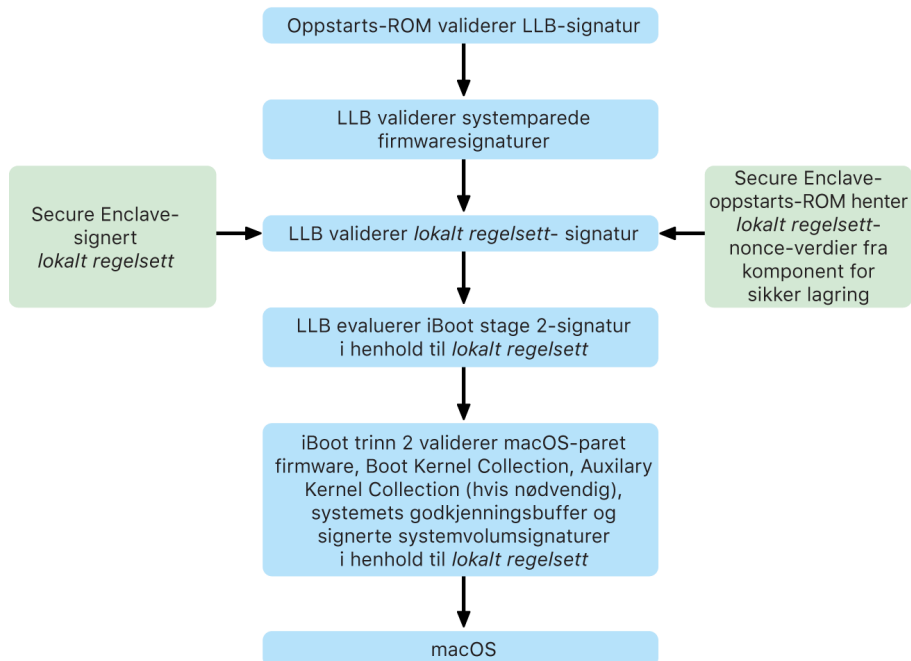 Oppstarts-ROM validerer LLB-signatur
LLB validerer systemparede
firmwaresignaturer
Secure Enclave-
signert
lokalt regelsett
LLB validerer lokalt regelsett- signatur
Secure Enclave-
oppstarts-ROM henter
lokalt regelsett-
nonce-verdier fra
komponent for
sikker lagring
LLB evaluerer iBoot stage 2-signatur
i henhold til lokalt regelsett
iBoot trinn 2 validerer macOS-paret
firmware, Boot Kernel Collection, Auxilary
Kernel Collection (hvis nødvendig),
systemets godkjenningsbuffer og
signerte systemvolumsignaturer
i henhold til lokalt regelsett
macOS